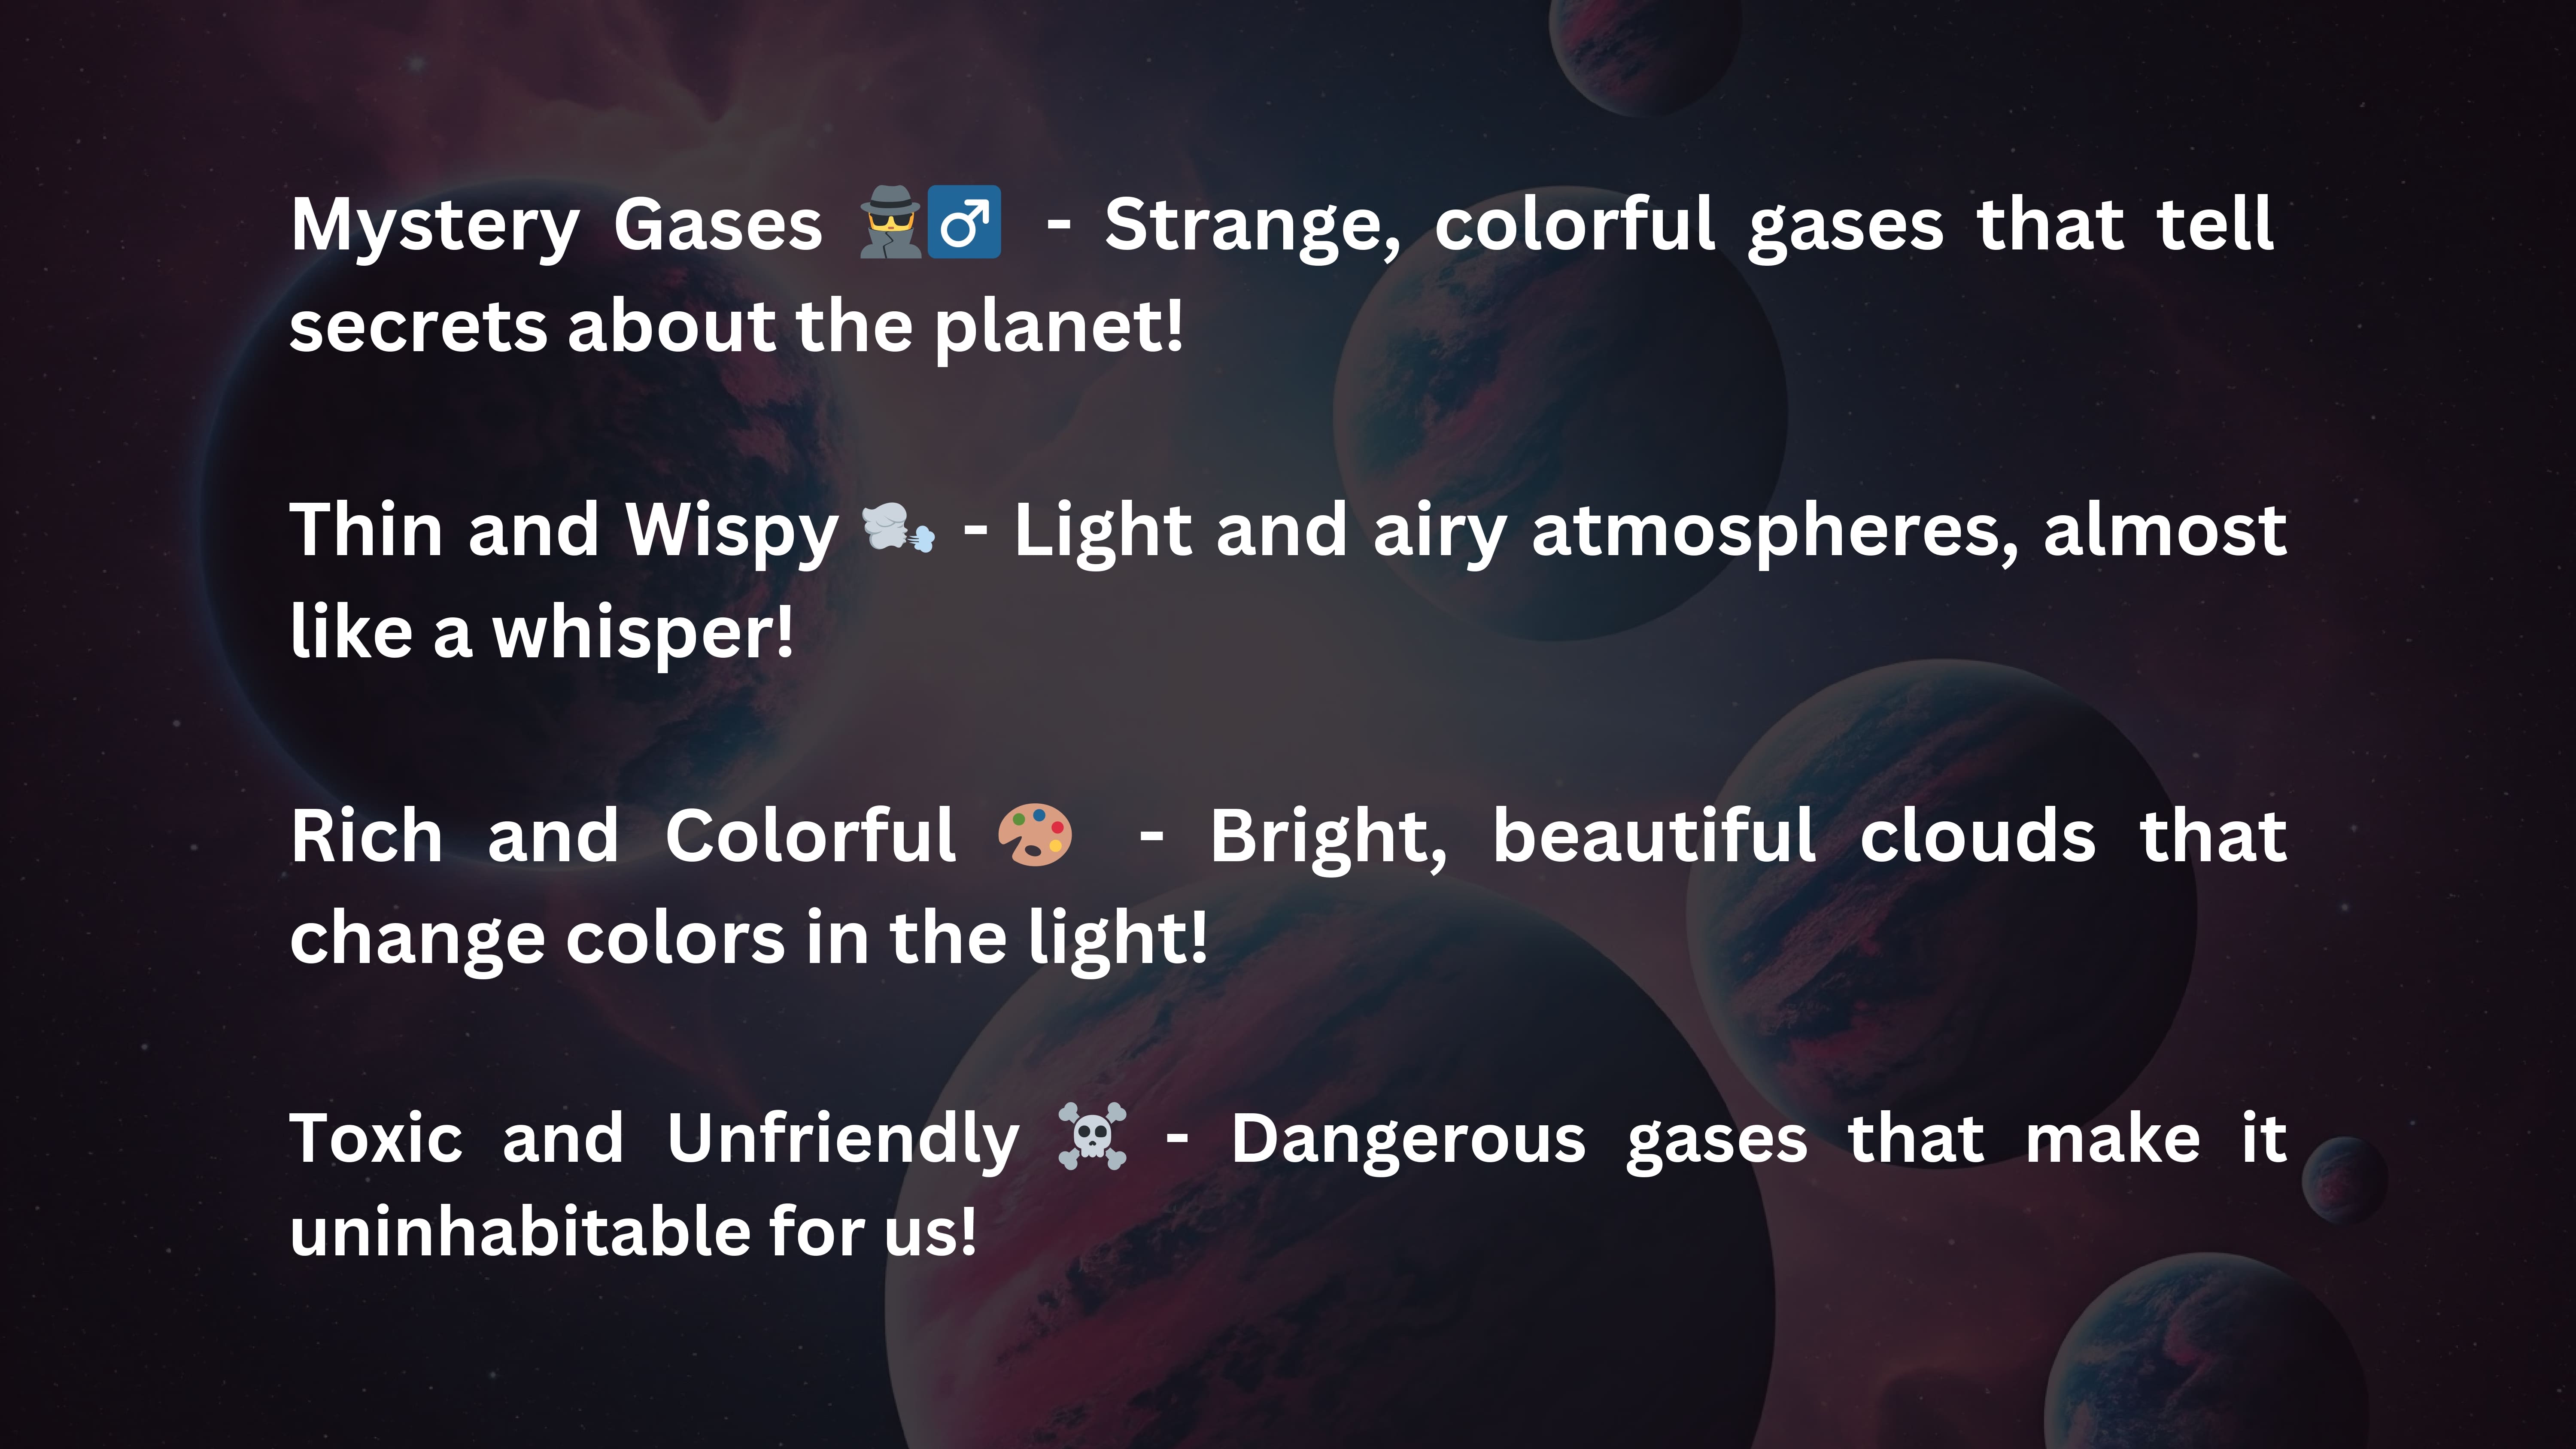 Mystery Gases 🕵️♂️ - Strange, colorful gases that tell
secrets about the planet!
Thin and Wispy 🌬️ - Light and airy atmospheres, almost
like a whisper!
Rich and Colorful 🎨 - Bright, beautiful clouds that
change colors in the light!
Toxic and Unfriendly ☠️ - Dangerous gases that make it
uninhabitable for us!